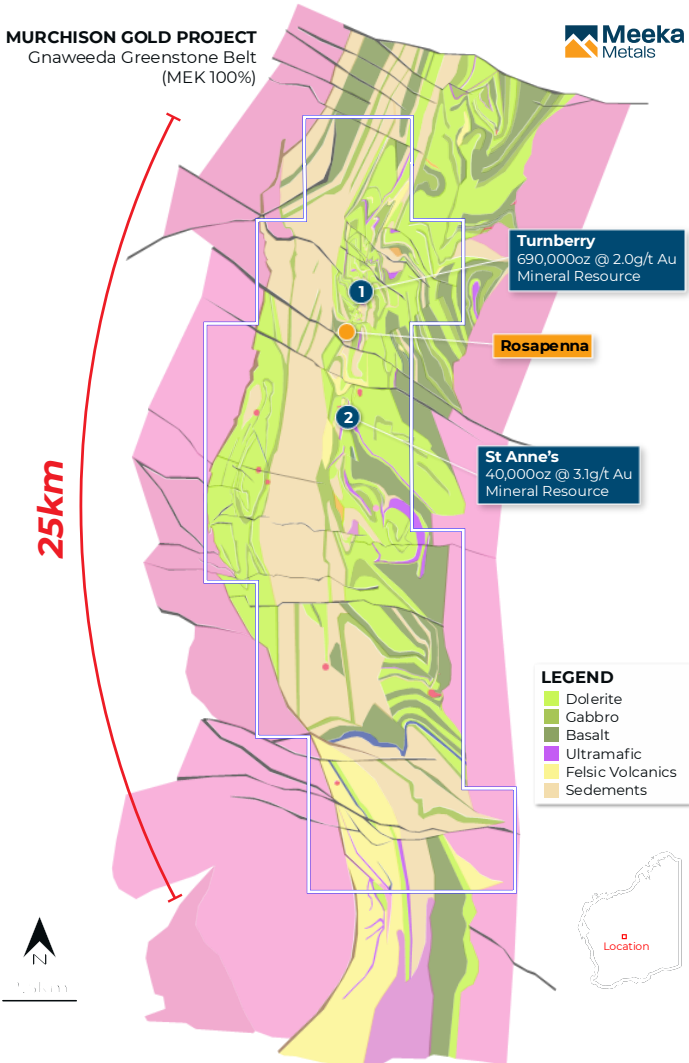 MURCHISON GOLD PROJECT
Gnaweeda Greenstone Belt
(MEK 100%)
Meeka
Metals
Turnberry
690,000oz @ 2.0g/t Au
Mineral Resource
1
Rosapenna
2
St Anne's
40,000oz @ 3.1g/t Au
Mineral Resource
25km
LEGEND
Dolerite
Gabbro
Basalt
Ultramafic
Felsic Volcanics
Sedements
N
Location